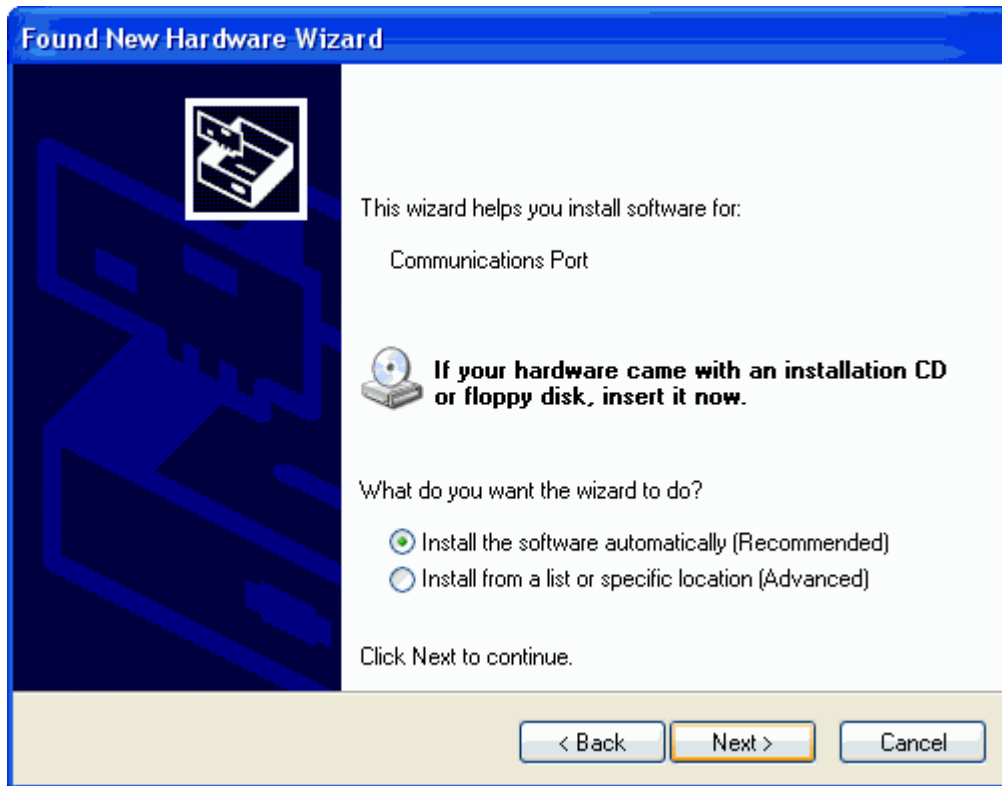 Found New Hardware Wizard
This wizard helps you install software for:
Communications Port
If your hardware came with an installation CD
or floppy disk, insert it now.
What do you want the wizard to do?
Install the software automatically (Recommended)
Install from a list or specific location (Advanced)
Click Next to continue.
< Back Next > Cancel